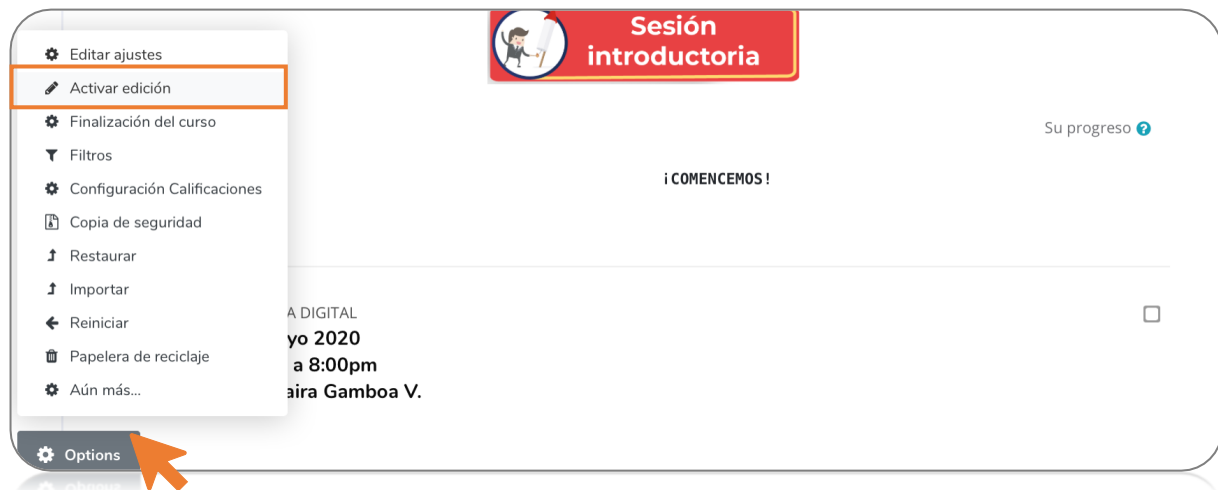 Sesión
introductoria
Editar ajustes
Activar edición
Finalización del curso
Filtros
Configuración Calificaciones
Copia de seguridad
Restaurar
Importar
Reiniciar
Papelera de reciclaje
Aún más...
Options
Su progreso
¡COMENCEMOS!
A DIGITAL
yo 2020
a 8:00pm
aira Gamboa V.